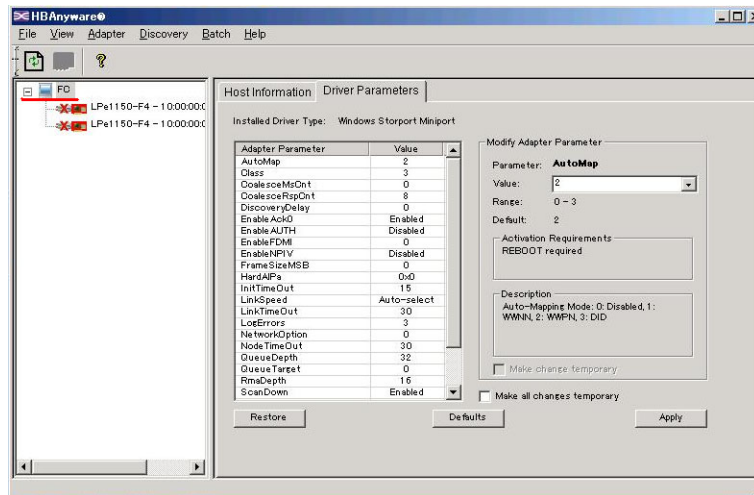 HBAnyware®
File View Adapter Discovery Batch Help
FC
LPe1150-F4 - 10:00:00:0
LPe1150-F4 - 10:00:00:0
Host Information Driver Parameters
Installed Driver Type: Windows Storport Miniport
Adapter Parameter Value
AutoMap 2
Class 3
CoalesceMsCnt 0
CoalesceRspCnt 8
DiscoveryDelay 0
EnableAck0 Enabled
EnableAUTH Disabled
EnableFDMI 0
EnableNPIV Disabled
FrameSizeMSB 0
HardAlPa 0x0
InitTimeOut 15
LinkSpeed Auto-select
LinkTimeOut 30
LogErrors 3
NetworkOption 0
NodeTimeOut 30
QueueDepth 32
QueueTarget 0
RmaDepth 16
ScanDown Enabled
Modify Adapter Parameter
Parameter: AutoMap
Value: 2
Range: 0 - 3
Default: 2
Activation Requirements
REBOOT required
Description
Auto-Mapping Mode: 0: Disabled, 1:
WWNN, 2: WWPN, 3: DID
Make change temporary
Make all changes temporary
Restore Defaults Apply